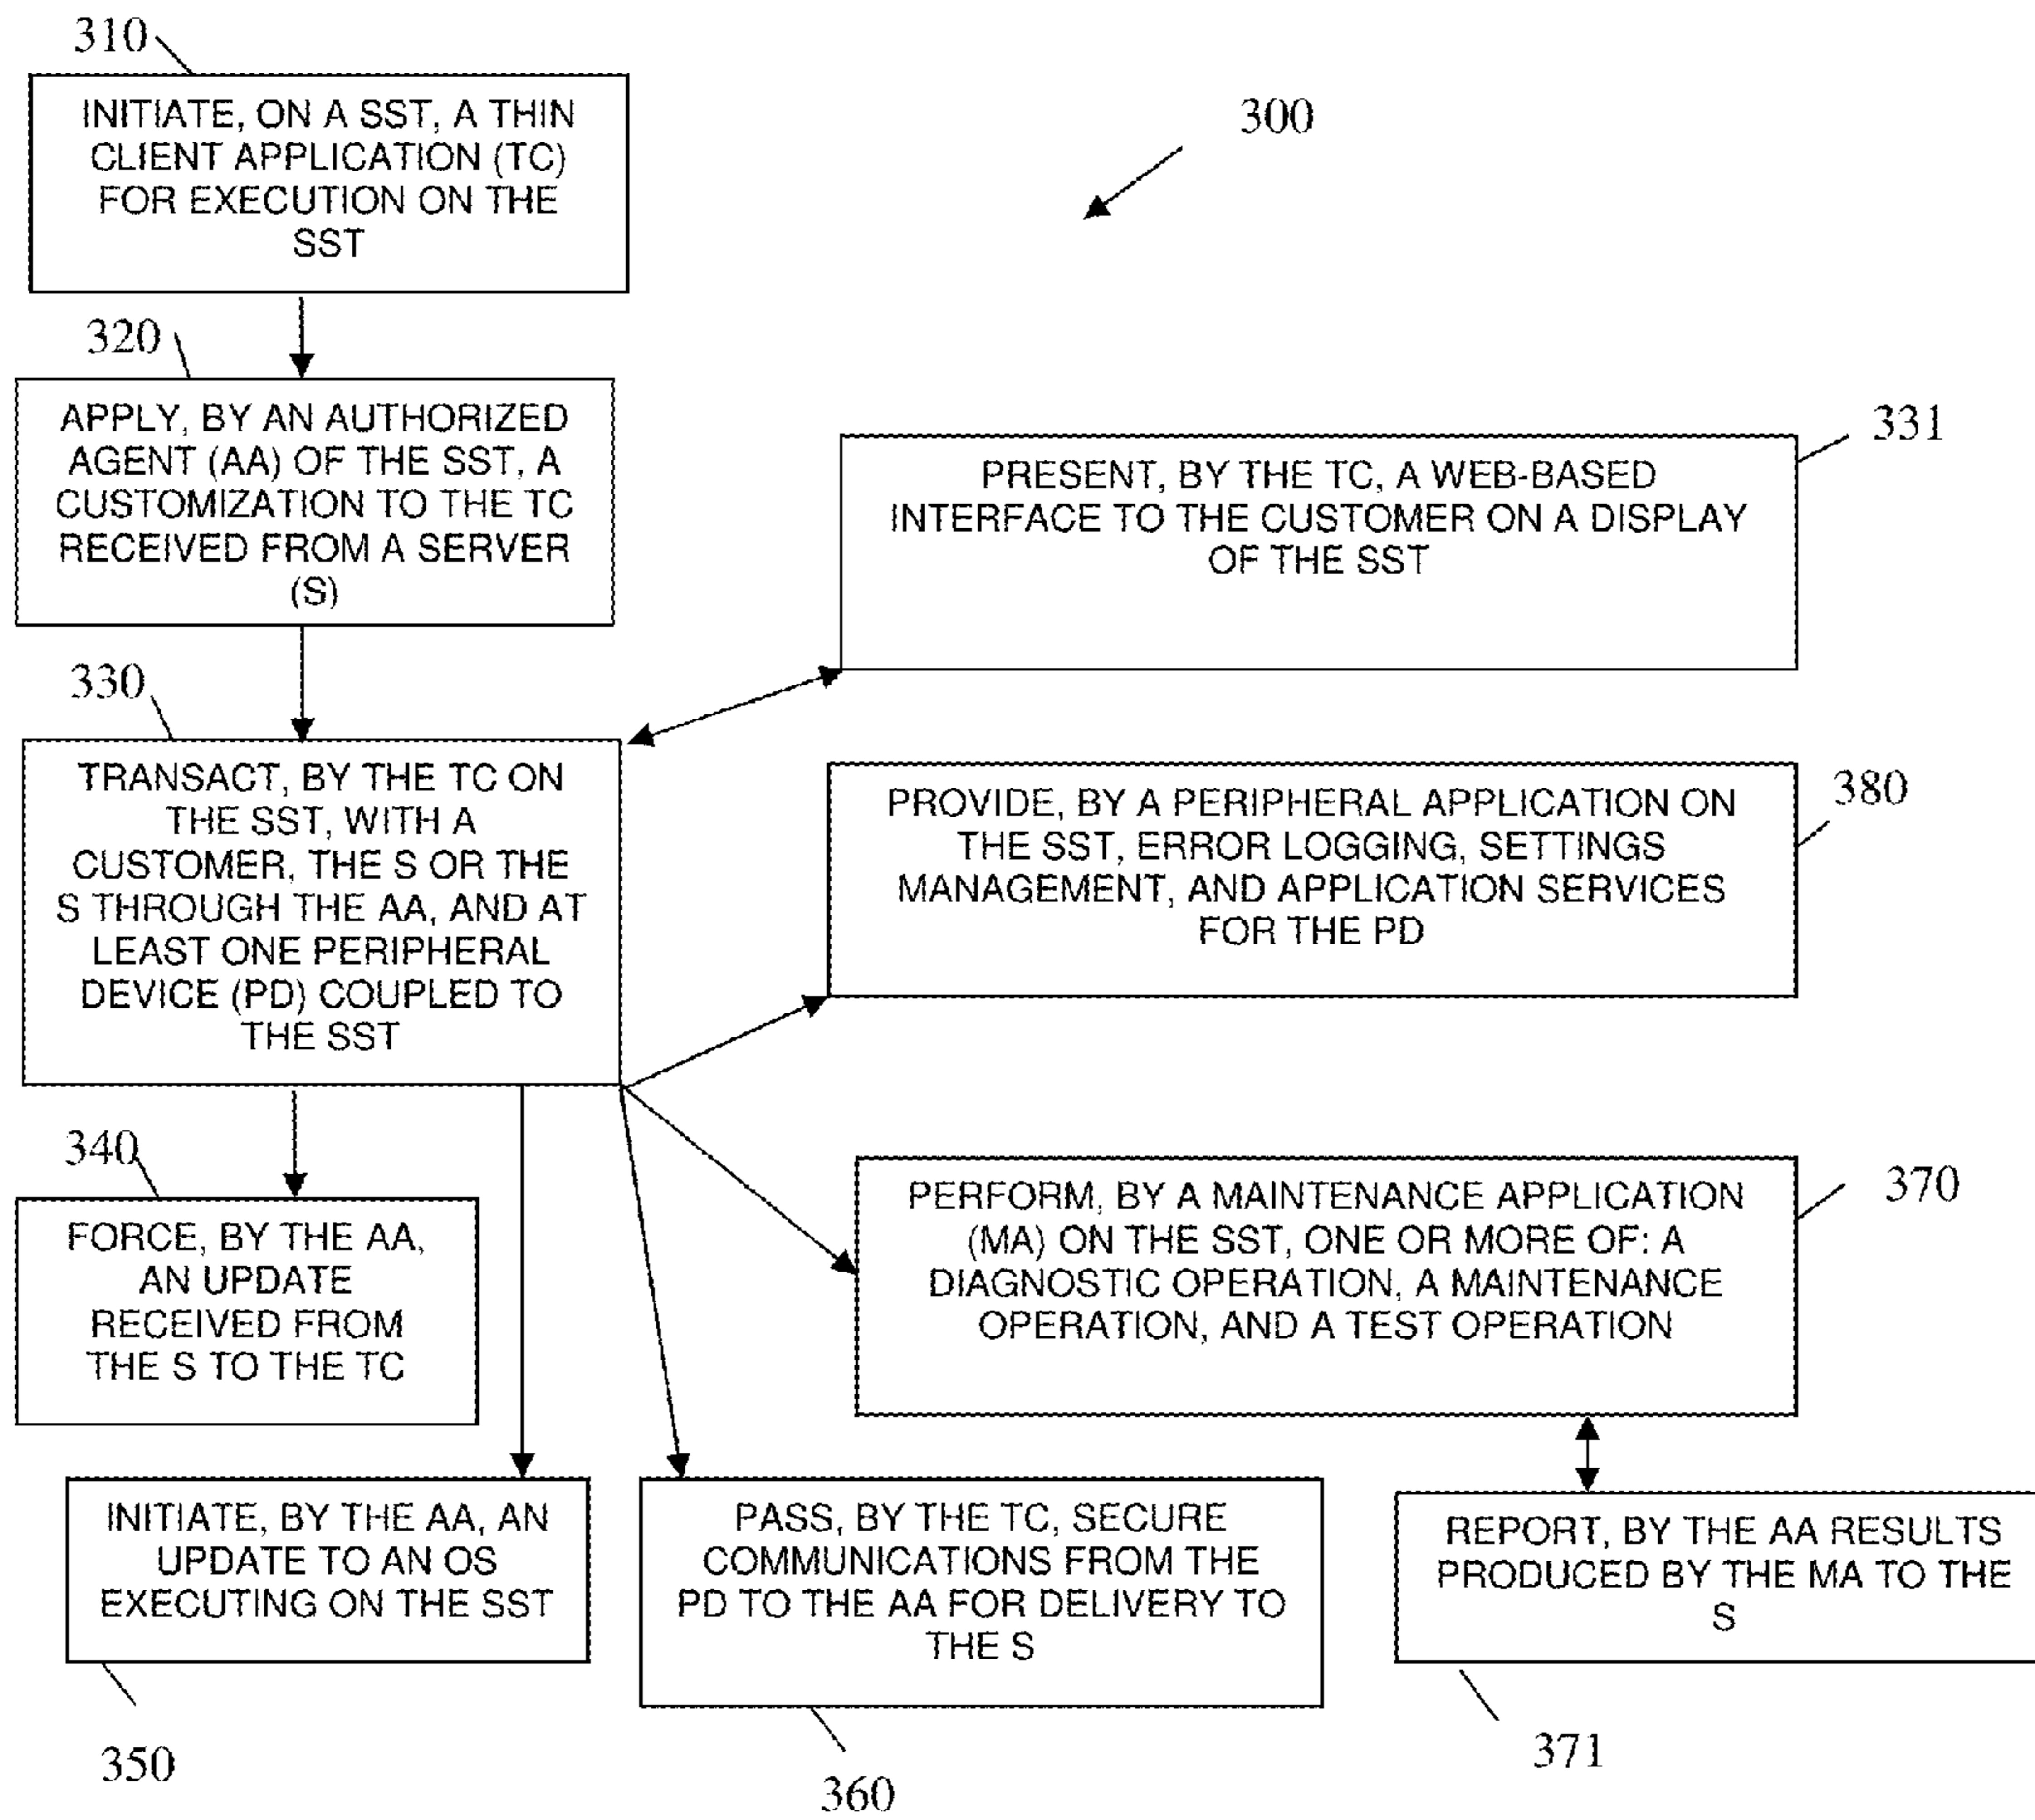 310
INITIATE, ON A SST, A THIN
CLIENT APPLICATION (TC)
FOR EXECUTION ON THE
SST
300
320
APPLY, BY AN AUTHORIZED
AGENT (AA) OF THE SST, A
CUSTOMIZATION TO THE TC
RECEIVED FROM A SERVER
(S)
331
PRESENT, BY THE TC, A WEB-BASED
INTERFACE TO THE CUSTOMER ON A DISPLAY
OF THE SST
330
TRANSACT, BY THE TC ON
THE SST, WITH A
CUSTOMER, THE S OR THE
S THROUGH THE AA, AND AT
LEAST ONE PERIPHERAL
DEVICE (PD) COUPLED TO
THE SST
380
PROVIDE, BY A PERIPHERAL APPLICATION ON
THE SST, ERROR LOGGING, SETTINGS
MANAGEMENT, AND APPLICATION SERVICES
FOR THE PD
340
FORCE, BY THE AA,
AN UPDATE
RECEIVED FROM
THE S TO THE TC
370
PERFORM, BY A MAINTENANCE APPLICATION
(MA) ON THE SST, ONE OR MORE OF: A
DIAGNOSTIC OPERATION, A MAINTENANCE
OPERATION, AND A TEST OPERATION
INITIATE, BY THE AA, AN
UPDATE TO AN OS
EXECUTING ON THE SST
350
PASS, BY THE TC, SECURE
COMMUNICATIONS FROM THE
PD TO THE AA FOR DELIVERY TO
THE S
360
REPORT, BY THE AA RESULTS
PRODUCED BY THE MA TO THE
S
371